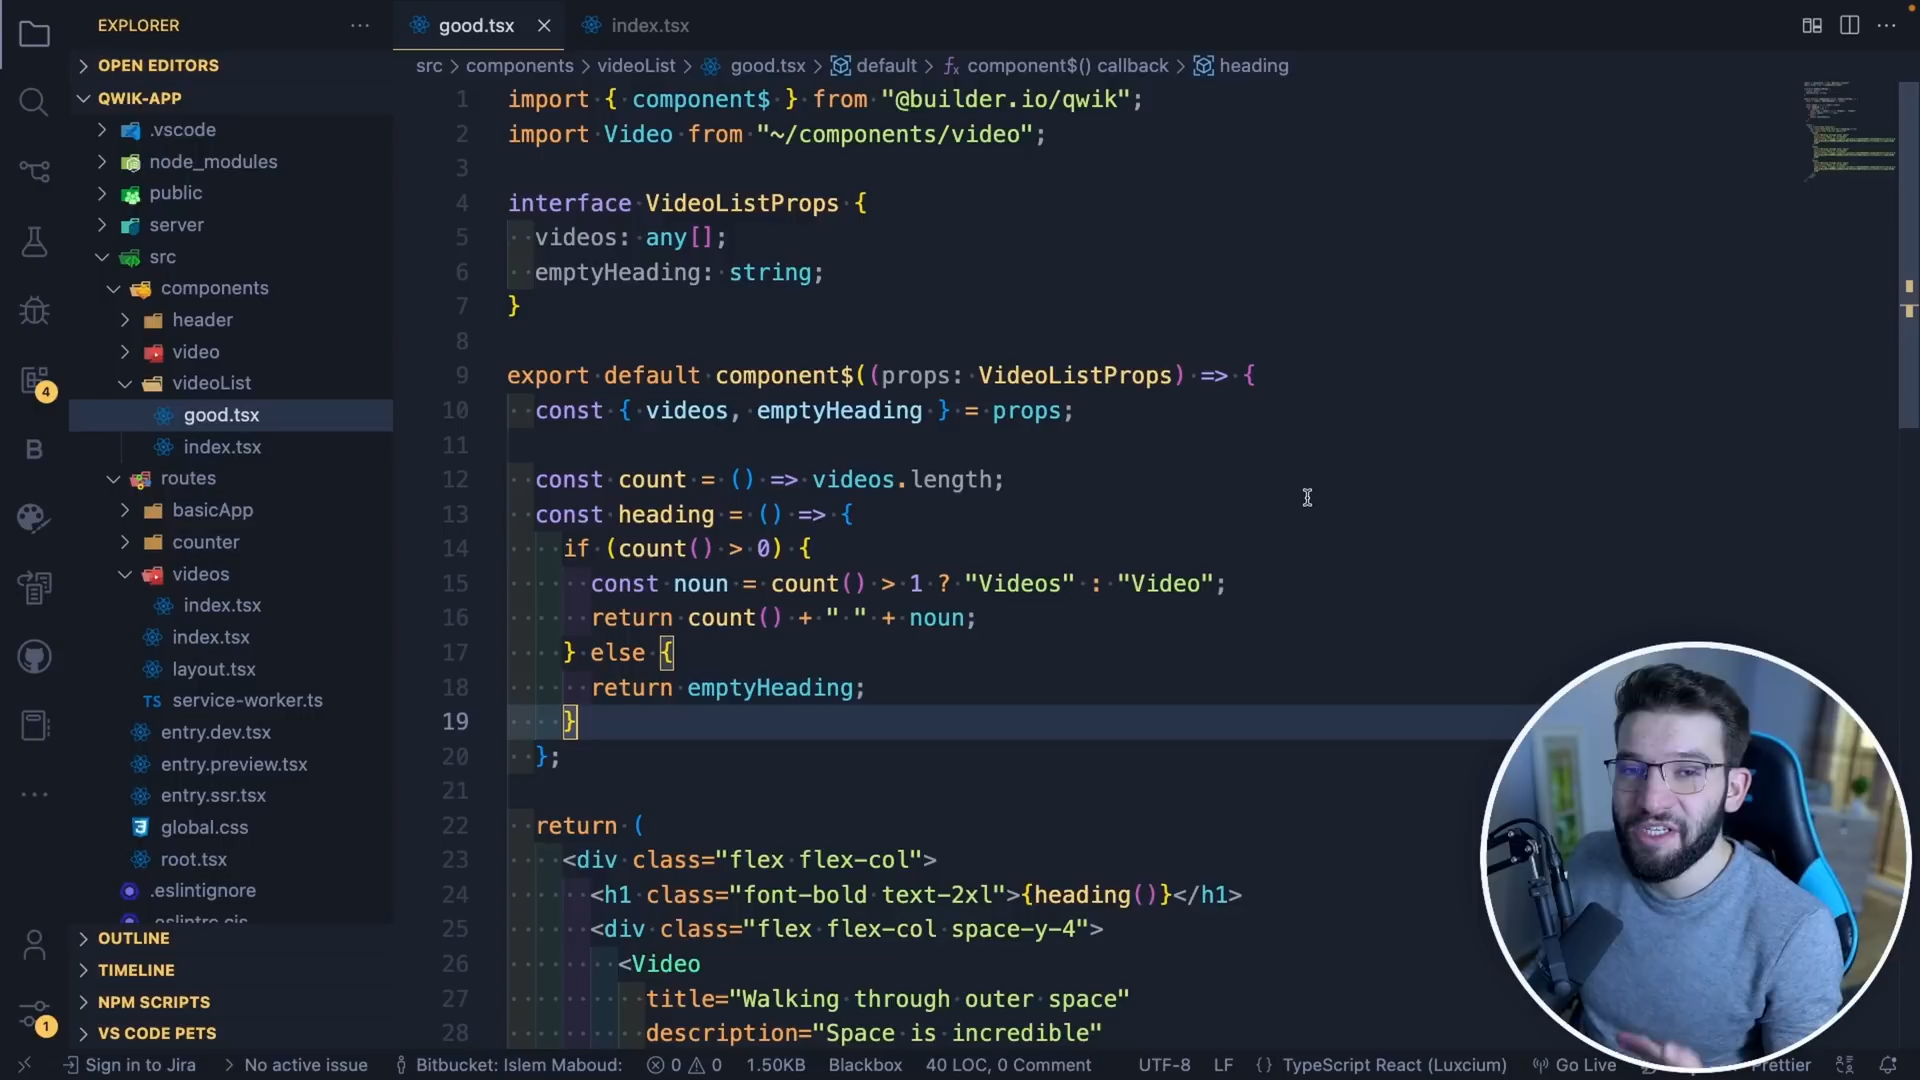 EXPLORER
OPEN EDITORS
QWIK-APP
.vscode
node_modules
public
server
src
components
header
video
videoList
good.tsx
index.tsx
routes
basicApp
counter
videos
index.tsx
index.tsx
layout.tsx
TS service-worker.ts
entry.dev.tsx
entry.preview.tsx
entry.ssr.tsx
global.css
root.tsx
.eslintignore
.eslintrc.cjs
OUTLINE
TIMELINE
NPM SCRIPTS
VS CODE PETS
4
B
1
good.tsx
index.tsx
src > components > videoList > good.tsx > default > component$() callback > heading
1 import { component$ } from "@builder.io/qwik";
2 import Video from "~/components/video";
3
4 interface VideoListProps {
5 videos: any[];
6 emptyHeading: string;
7 }
8
9 export default component$((props: VideoListProps) => {
10 const { videos, emptyHeading } = props;
11
12 const count = () => videos.length;
13 const heading = () => {
14 if (count() > 0) {
15 const noun = count() > 1 ? "Videos" : "Video";
16 return count() + " " + noun;
17 } else {
18 return emptyHeading;
19 }
20 };
21
22 return (
23 <div class="flex flex-col">
24 <h1 class="font-bold text-2xl">{heading()}</h1>
25 <div class="flex flex-col space-y-4">
26 <Video
27 title="Walking through outer space"
28 description="Space is incredible"
Sign in to Jira No active issue Bitbucket: Islem Maboud: 0 0 1.50KB Blackbox 40 LOC, 0 Comment UTF-8 LF {} TypeScript React (Luxcium) Go Live Prettier